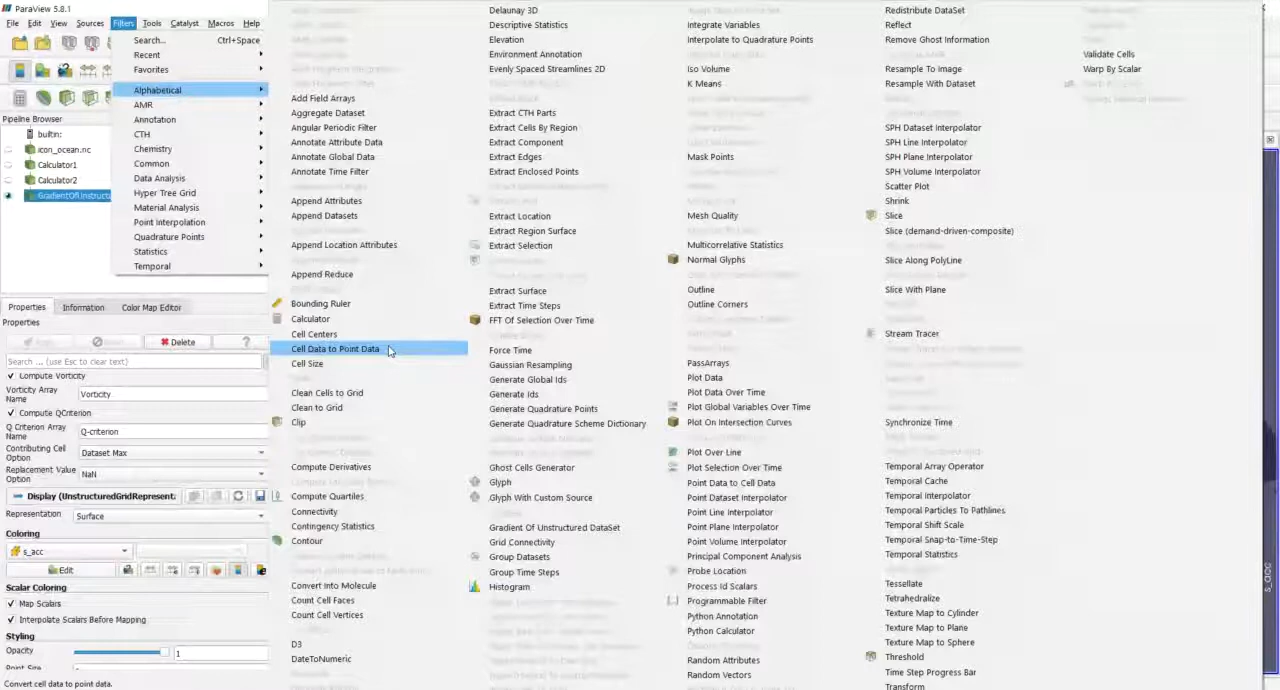 ParaView 5.8.1
File Edit View Sources Filters Tools Catalyst Macros Help
Search... Ctrl+Space
Recent
Favorites
Alphabetical
AMR
Annotation
CTH
Chemistry
Common
Data Analysis
Hyper Tree Grid
Material Analysis
Point Interpolation
Quadrature Points
Statistics
Temporal
Pipeline Browser
builtin:
icon_ocean.nc
Calculator1
Calculator2
GradientOfUnstructu
Properties Information Color Map Editor
Properties
Delete ?
Search ... (use Esc to clear text)
Compute Vorticity
Vorticity Array Name Vorticity
Compute QCriterion
Q Criterion Array Name Q-criterion
Contributing Cell Option Dataset Max
Replacement Value Option NaN
Display (UnstructuredGridRepresent:
Representation Surface
Coloring
s_acc
Edit
Scalar Coloring
Map Scalars
Interpolate Scalars Before Mapping
Styling
Opacity 1
Point Size
Convert cell data to point data.
Add Field Arrays
Aggregate Dataset
Angular Periodic Filter
Annotate Attribute Data
Annotate Global Data
Annotate Time Filter
Append Attributes
Append Datasets
Append Location Attributes
Append Reduce
Bounding Ruler
Calculator
Cell Centers
Cell Data to Point Data
Cell Size
Clean Cells to Grid
Clean to Grid
Clip
Compute Derivatives
Compute Quartiles
Connectivity
Contingency Statistics
Contour
Convert Into Molecule
Count Cell Faces
Count Cell Vertices
D3
DateToNumeric
Delaunay 3D
Descriptive Statistics
Elevation
Environment Annotation
Evenly Spaced Streamlines 2D
Extract CTH Parts
Extract Cells By Region
Extract Component
Extract Edges
Extract Enclosed Points
Extract Location
Extract Region Surface
Extract Selection
Extract Surface
Extract Time Steps
FFT Of Selection Over Time
Force Time
Gaussian Resampling
Generate Global Ids
Generate Ids
Generate Quadrature Points
Generate Quadrature Scheme Dictionary
Ghost Cells Generator
Glyph
Glyph With Custom Source
Gradient Of Unstructured DataSet
Grid Connectivity
Group Datasets
Group Time Steps
Histogram
Integrate Variables
Interpolate to Quadrature Points
Iso Volume
K Means
Mask Points
Mesh Quality
Multicorrelative Statistics
Normal Glyphs
Outline
Outline Corners
PassArrays
Plot Data
Plot Data Over Time
Plot Global Variables Over Time
Plot On Intersection Curves
Plot Over Line
Plot Selection Over Time
Point Data to Cell Data
Point Dataset Interpolator
Point Line Interpolator
Point Plane Interpolator
Point Volume Interpolator
Principal Component Analysis
Probe Location
Process Id Scalars
Programmable Filter
Python Annotation
Python Calculator
Random Attributes
Random Vectors
Redistribute DataSet
Reflect
Remove Ghost Information
Resample To Image
Resample With Dataset
SPH Dataset Interpolator
SPH Line Interpolator
SPH Plane Interpolator
SPH Volume Interpolator
Scatter Plot
Shrink
Slice
Slice (demand-driven-composite)
Slice Along PolyLine
Slice With Plane
Stream Tracer
Synchronize Time
Temporal Array Operator
Temporal Cache
Temporal Interpolator
Temporal Particles To Pathlines
Temporal Shift Scale
Temporal Snap-to-Time-Step
Temporal Statistics
Tessellate
Tetrahedralize
Texture Map to Cylinder
Texture Map to Plane
Texture Map to Sphere
Threshold
Time Step Progress Bar
Transform
Validate Cells
Warp By Scalar
s_acc